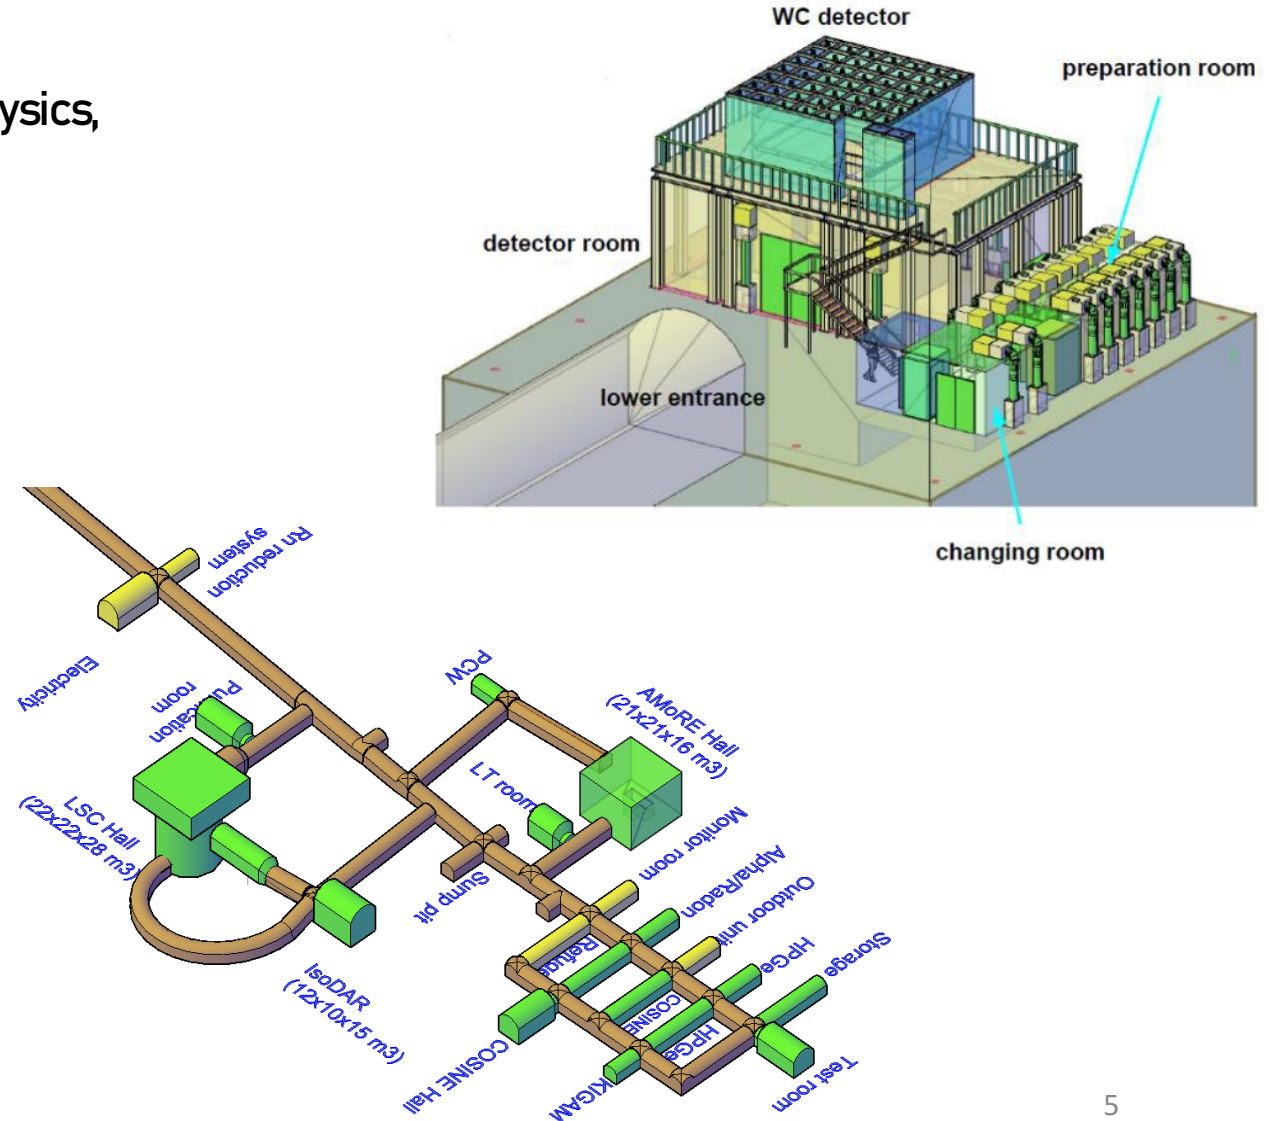 WC detector
preparation room
ysics,
detector room
lower entrance
changing room
Rn reduction
system
Electricity
Purification
room
PCW
AMoRE Hall
(21x21x16 m3)
LT room
LSC Hall
(22x22x28 m3)
Monitor room
Alpha/Radon
Outdoor unit
HPGe
Storage
Sump pit
Refuge
IsoDAR
(12x10x15 m3)
COSINE
HPGe
COSINE Hall
KIGAM
Test room
5